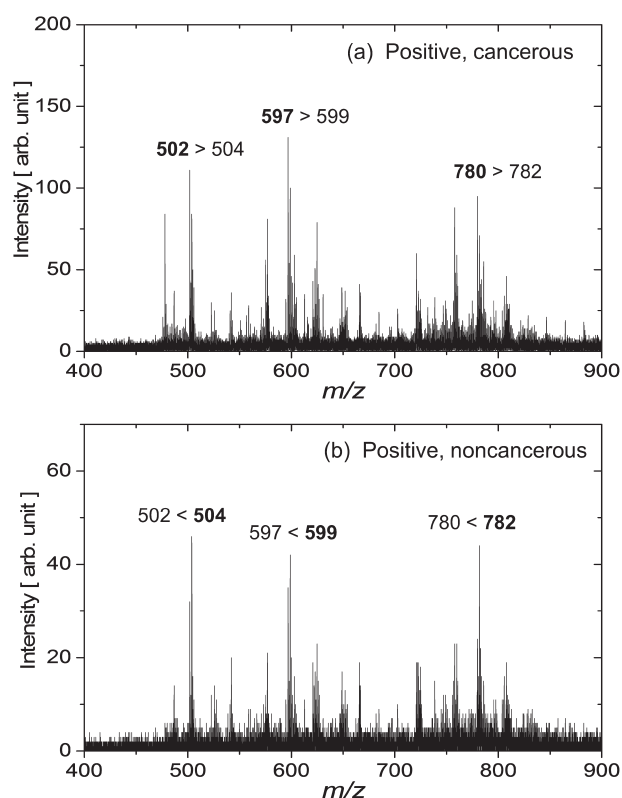 200
(a) Positive, cancerous
597 > 599
150
502 > 504
780 > 782
100
50
0
400 500 600 700 800 900
m/z
Intensity [ arb. unit ]
(b) Positive, noncancerous
60
502 < 504
597 < 599
780 < 782
40
20
0
400 500 600 700 800 900
m/z
Intensity [ arb. unit ]